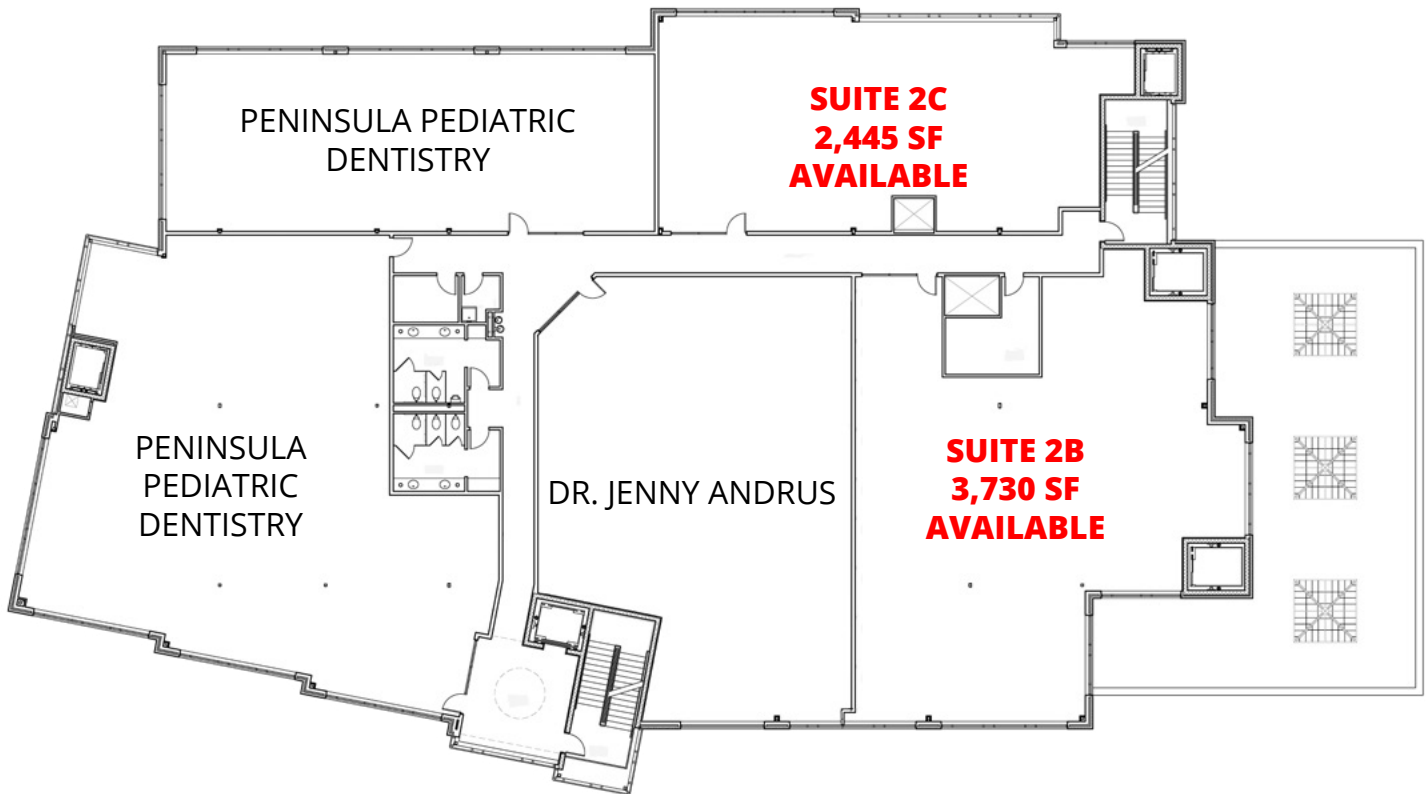 PENINSULA PEDIATRIC
DENTISTRY
SUITE 2C
2,445 SF
AVAILABLE
PENINSULA
PEDIATRIC
DENTISTRY
DR. JENNY ANDRUS
SUITE 2B
3,730 SF
AVAILABLE